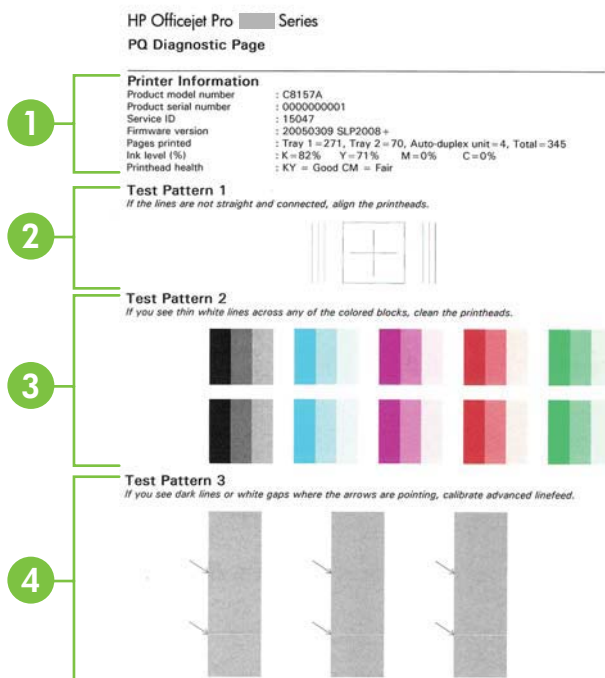 HP Officejet Pro Series
PQ Diagnostic Page
1
Printer Information
Product model number : C8157A
Product serial number : 0000000001
Service ID : 15047
Firmware version : 20050309 SLP2008+
Pages printed : Tray 1=271, Tray 2=70, Auto-duplex unit=4, Total=345
Ink level (%) : K=82% Y=71% M=0% C=0%
Printhead health : KY = Good CM = Fair
2
Test Pattern 1
If the lines are not straight and connected, align the printheads.
3
Test Pattern 2
If you see thin white lines across any of the colored blocks, clean the printheads.
4
Test Pattern 3
If you see dark lines or white gaps where the arrows are pointing, calibrate advanced linefeed.